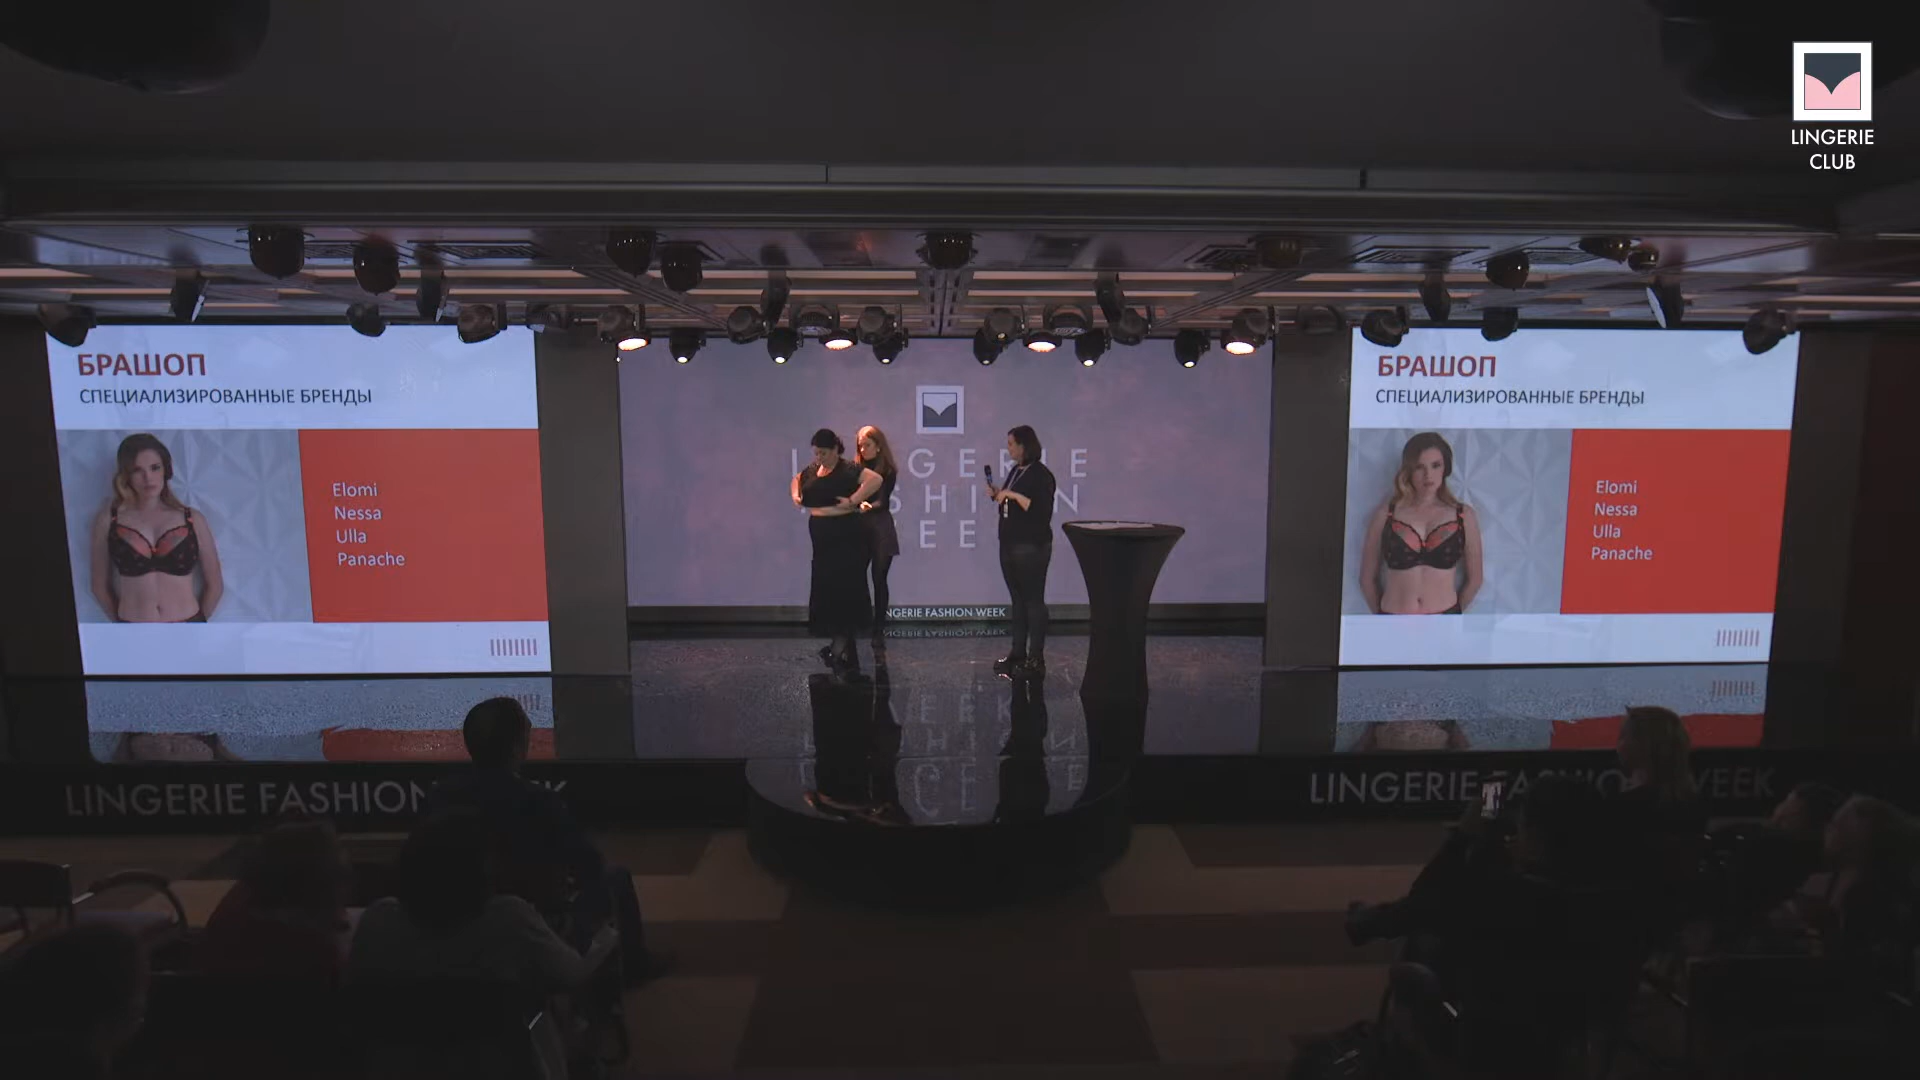 LINGERIE
CLUB
БРАШОП
СПЕЦИАЛИЗИРОВАННЫЕ БРЕНДЫ
Elomi
Nessa
Ulla
Panache
LINGERIE FASHION WEEK
БРАШОП
СПЕЦИАЛИЗИРОВАННЫЕ БРЕНДЫ
Elomi
Nessa
Ulla
Panache
LINGERIE FASHION
LINGERIE FASHION WEEK